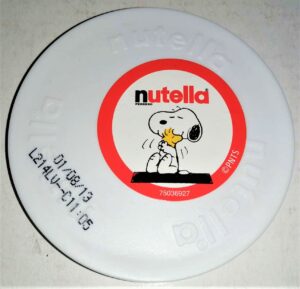 nutella
nutella
FERRERO
75036927
©PNTS
01/08/13
L214LV--C11:05
nutella